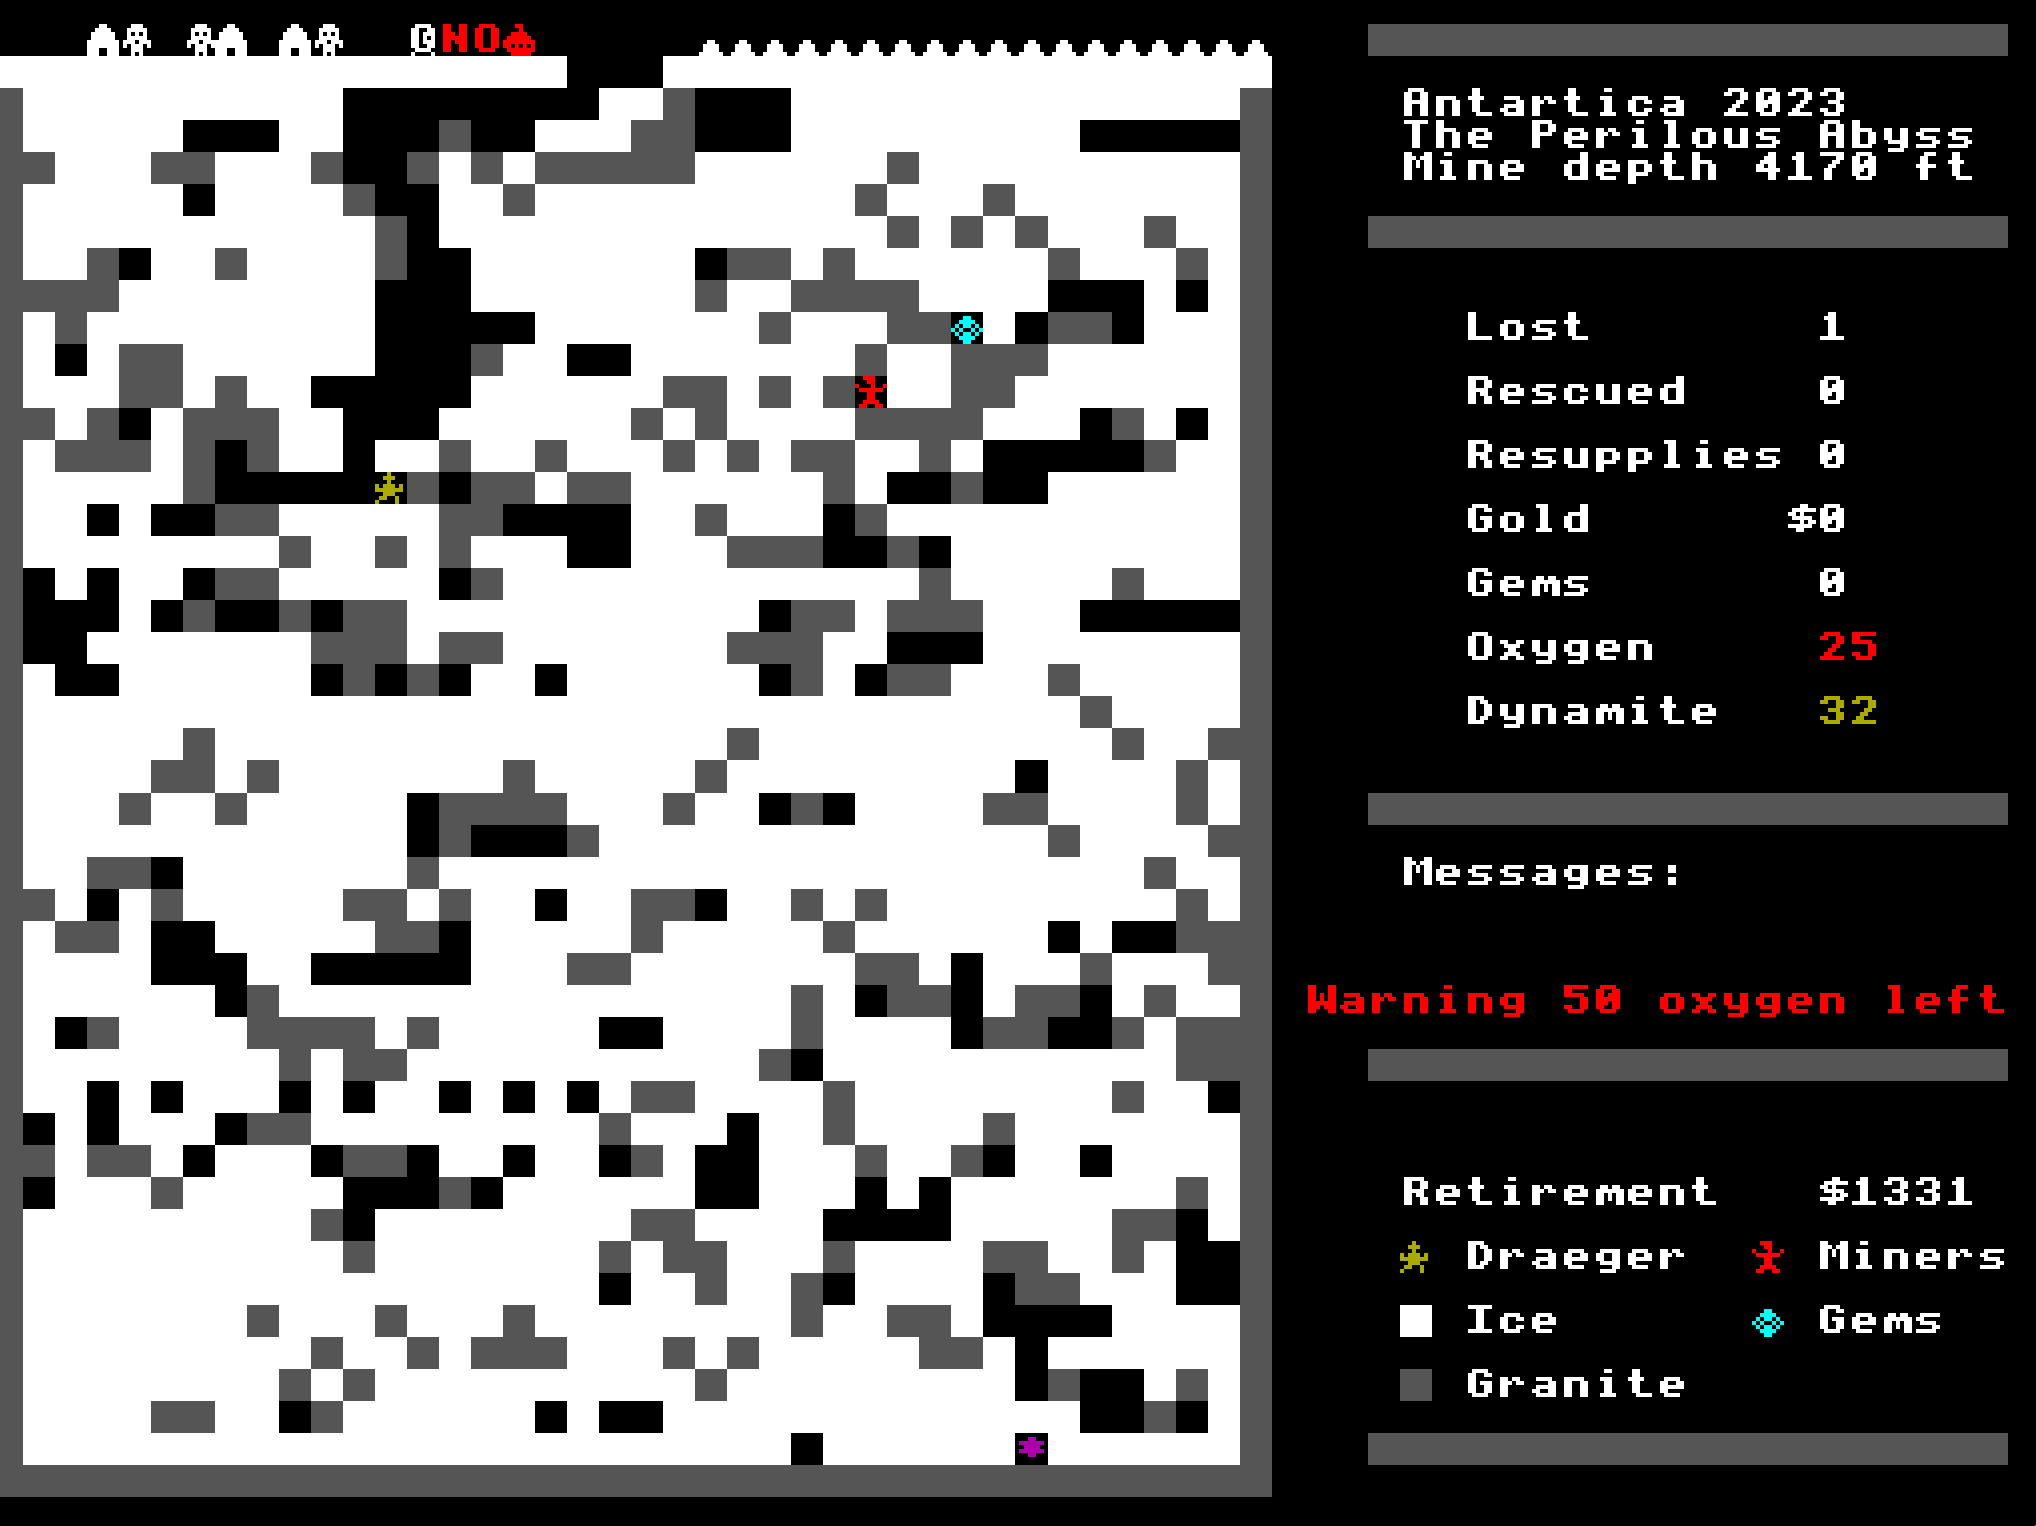 @NO
Antartica 2023
The Perilous Abyss
Mine depth 4170 ft
Lost 1
Rescued 0
Resupplies 0
Gold $0
Gems 0
Oxygen 25
Dynamite 32
Messages:
Warning 50 oxygen left
Retirement $1331
Draeger Miners
Ice Gems
Granite